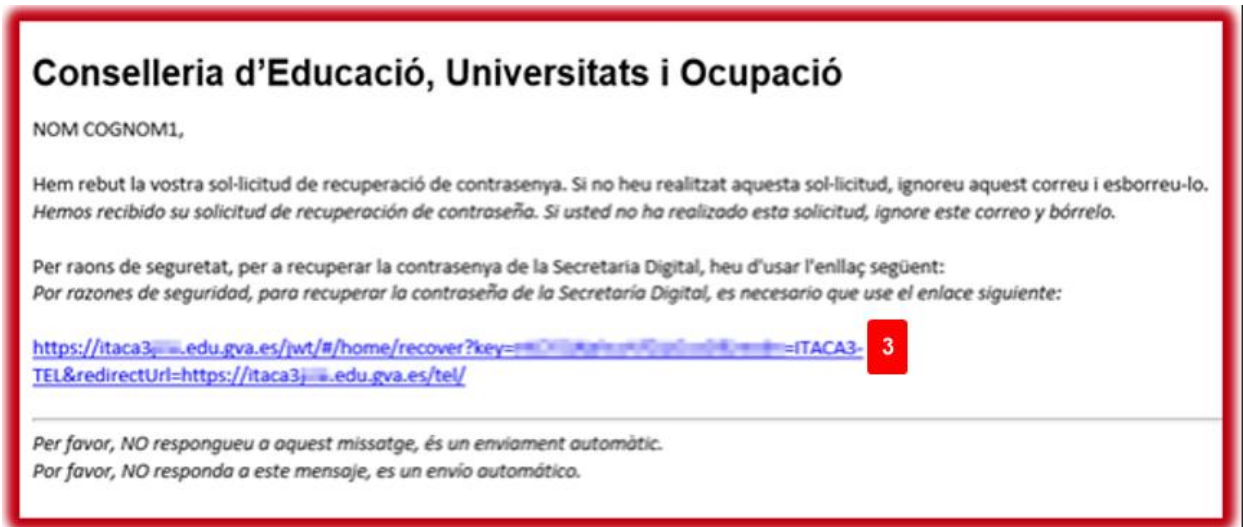 Conselleria d'Educació, Universitats i Ocupació
NOM COGNOM1,
Hem rebut la vostra sol·licitud de recuperació de contrasenya. Si no heu realitzat aquesta sol·licitud, ignoreu aquest correu i esborreu-lo.
Hemos recibido su solicitud de recuperación de contraseña. Si usted no ha realizado esta solicitud, ignore este correo y bórrelo.
Per raons de seguretat, per a recuperar la contrasenya de la Secretaria Digital, heu d'usar l'enllaç següent:
Por razones de seguridad, para recuperar la contraseña de la Secretaría Digital, es necesario que use el enlace siguiente:
https://itaca3 .edu.gva.es/jwt/#/home/recover?key= =ITACA3- 3
TEL&redirectUrl=https://itaca3 .edu.gva.es/tel/
Per favor, NO respongueu a aquest missatge, és un enviament automàtic.
Por favor, NO responda a este mensaje, es un envío automático.